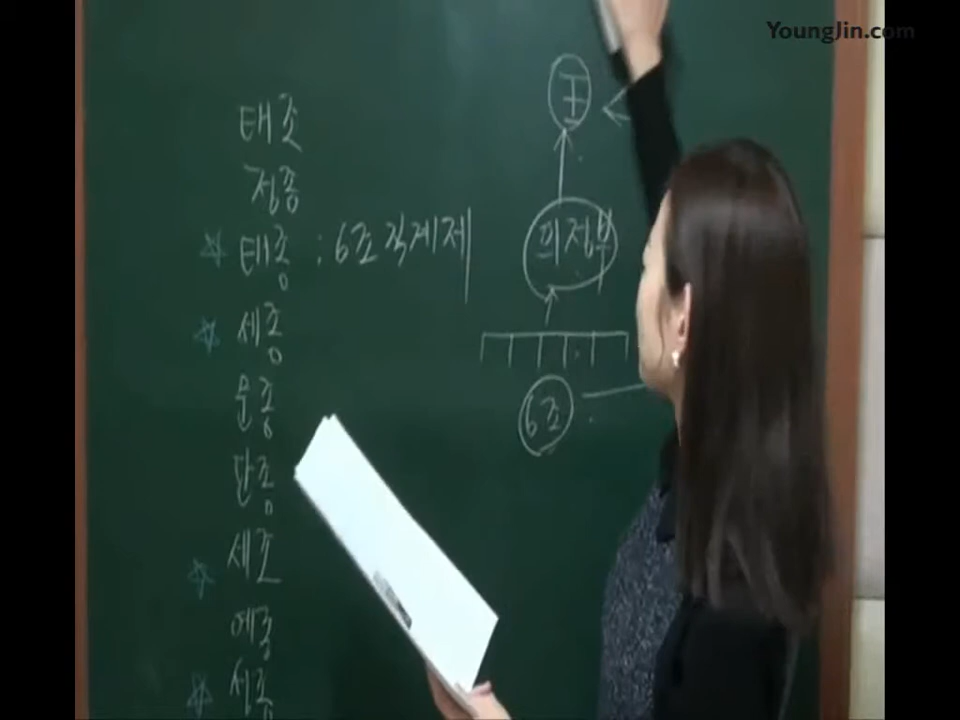 YoungJin.com
태조
정종
태종 : 6조 직계제
세종
문종
단종
세조
예종
성종
王
의정부
6조